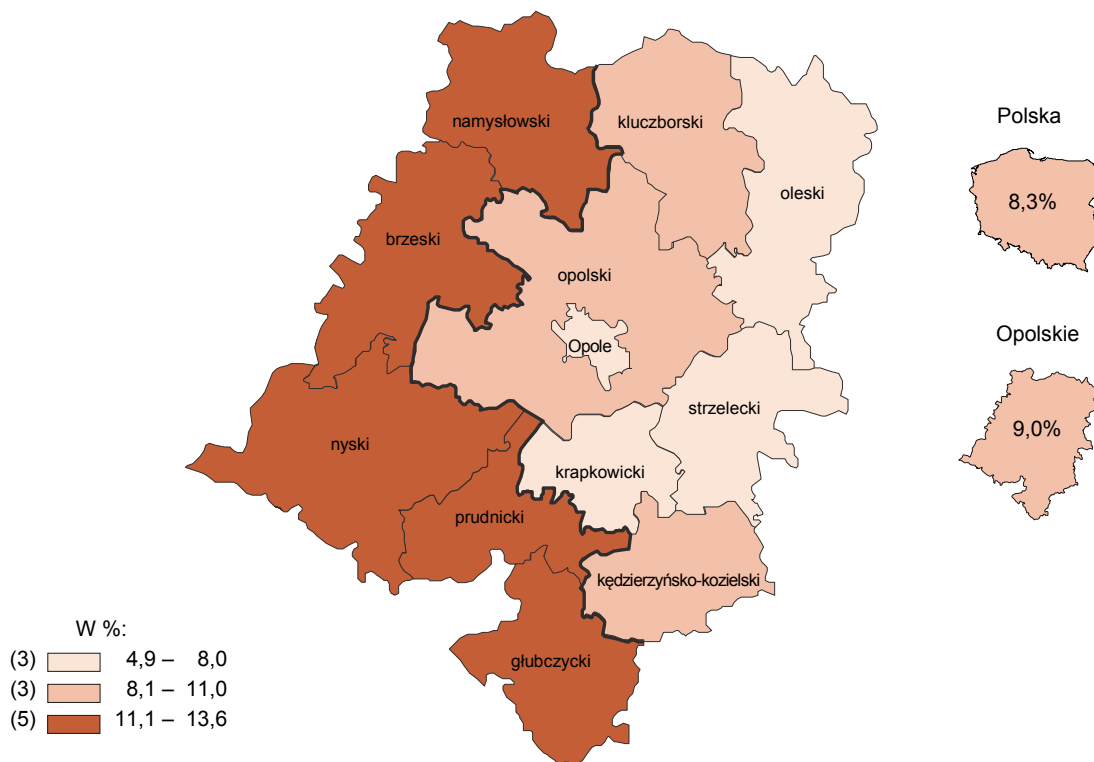 namysłowski
kluczborski
oleski
brzeski
opolski
Opole
strzelecki
nyski
krapkowicki
prudnicki
kędzierzyńsko-kozielski
głubczycki
Polska
8,3%
Opolskie
9,0%
W %:
(3) 4,9 – 8,0
(3) 8,1 – 11,0
(5) 11,1 – 13,6